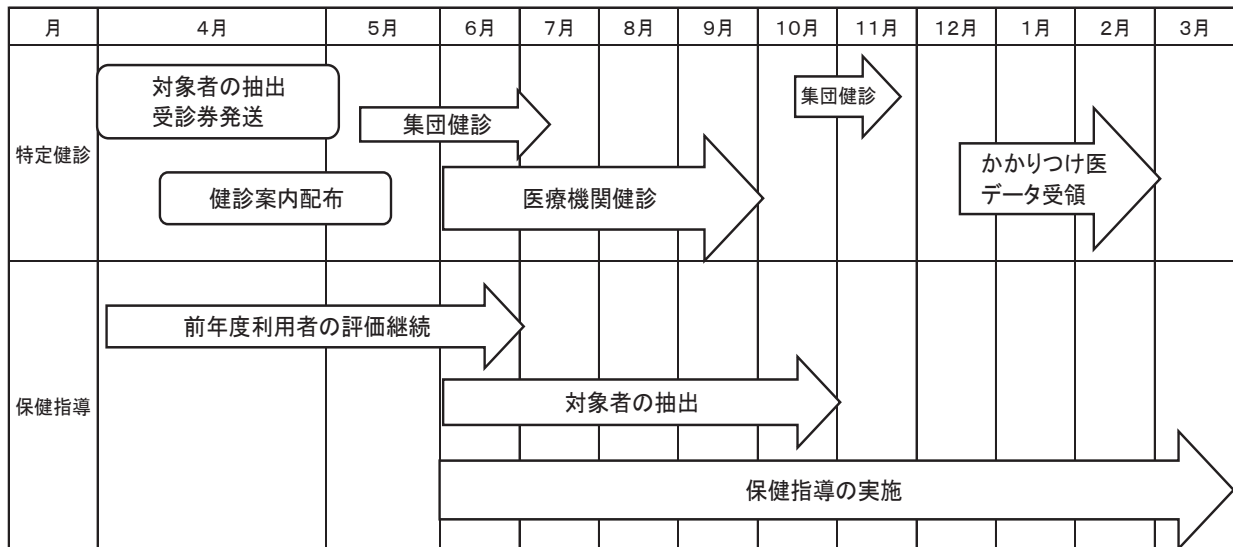 月 4月 5月 6月 7月 8月 9月 10月 11月 12月 1月 2月 3月
特定健診
対象者の抽出
受診券発送
集団健診
集団健診
健診案内配布
医療機関健診
かかりつけ医
データ受領
保健指導
前年度利用者の評価継続
対象者の抽出
保健指導の実施